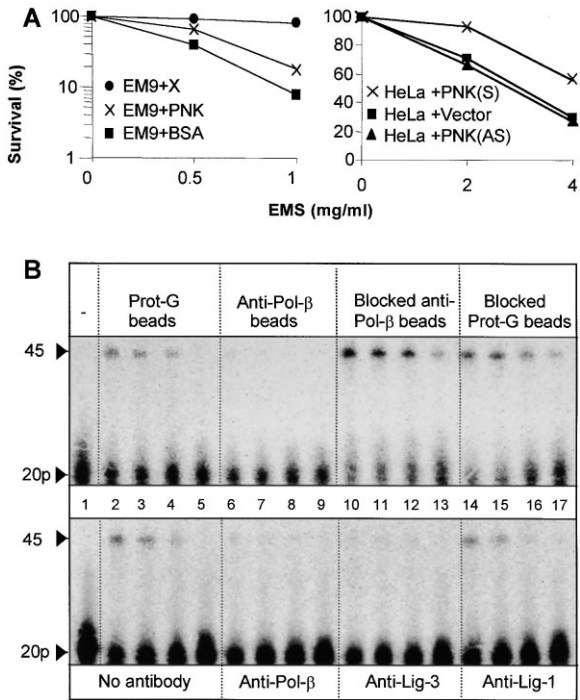 A
Survival (%)
100
10
1
EM9+X
EM9+PNK
EM9+BSA
0 0.5 1
100
80
60
40
20
0
HeLa +PNK(S)
HeLa +Vector
HeLa +PNK(AS)
0 2 4
EMS (mg/ml)
B
- Prot-G beads Anti-Pol-β beads Blocked anti-Pol-β beads Blocked Prot-G beads
45
20p
1 2 3 4 5 6 7 8 9 10 11 12 13 14 15 16 17
45
20p
No antibody Anti-Pol-β Anti-Lig-3 Anti-Lig-1